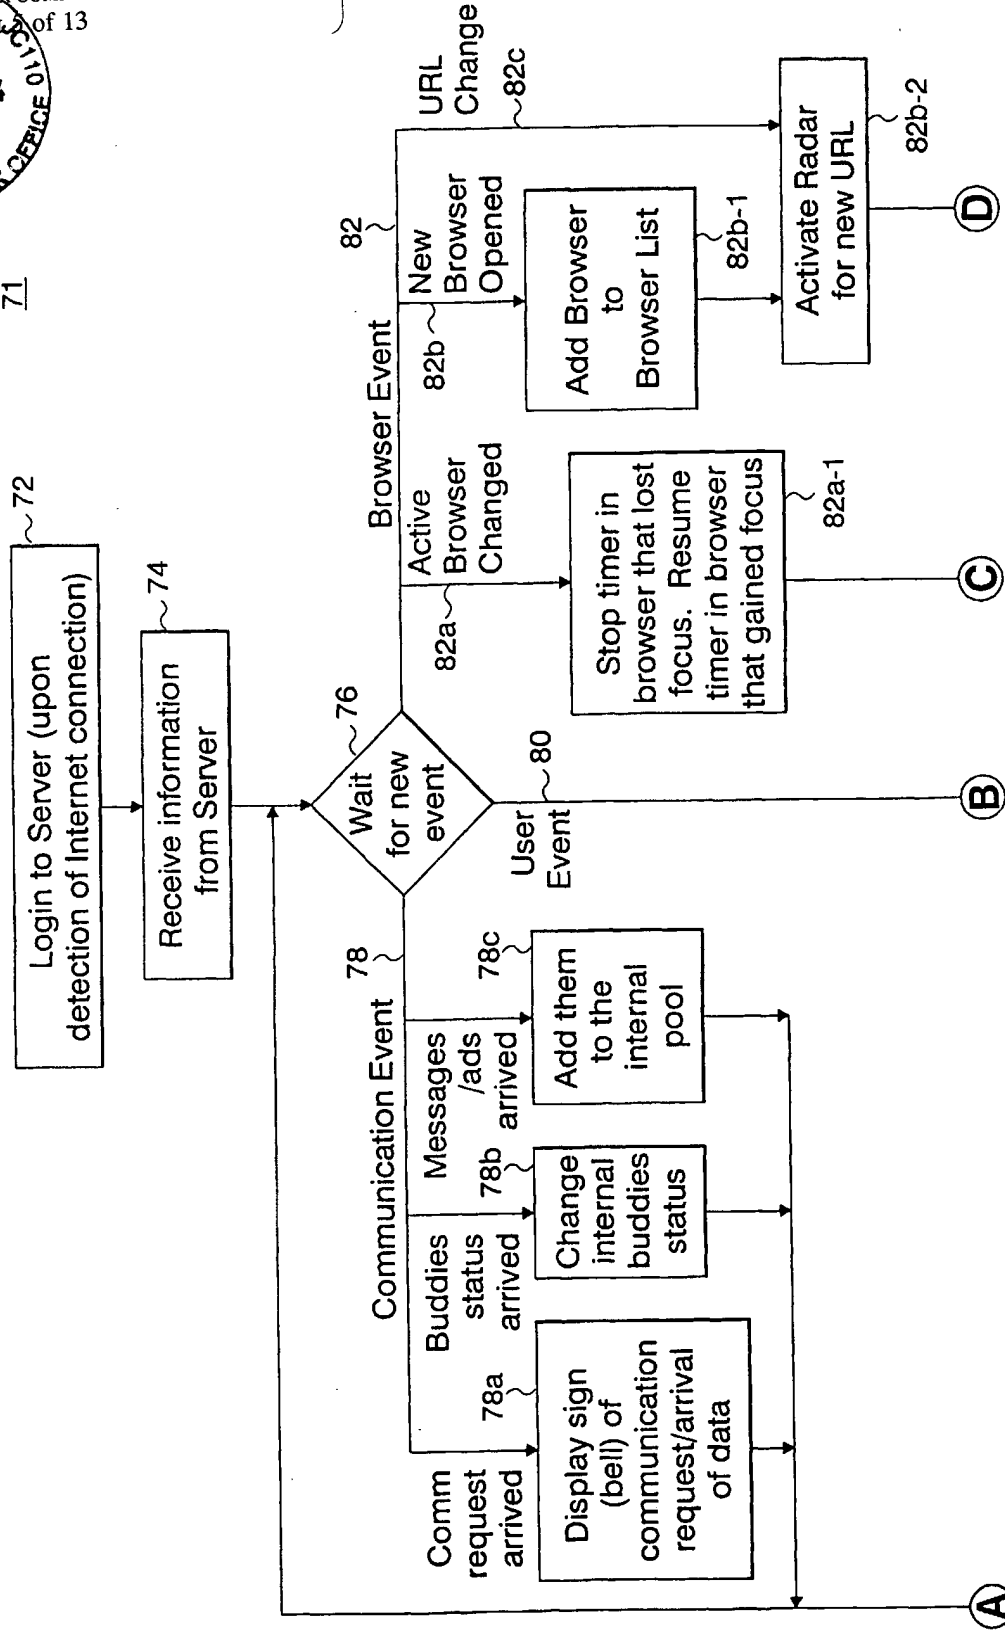 5 of 13
OFFICE
JC110
71
Login to Server (upon
detection of Internet connection)
72
Receive information
from Server
74
Wait
for new
event
76
Communication Event
78
Comm
request
arrived
78a
Display sign
(bell) of
communication
request/arrival
of data
Buddies
status
arrived
78b
Change
internal
buddies
status
Messages
/ads
arrived
78c
Add them
to the
internal
pool
User
Event
80
Browser Event
82
Active
Browser
Changed
82a
Stop timer in
browser that lost
focus. Resume
timer in browser
that gained focus
82a-1
New
Browser
Opened
82b
Add Browser
to
Browser List
82b-1
URL
Change
82c
Activate Radar
for new URL
82b-2
A
B
C
D